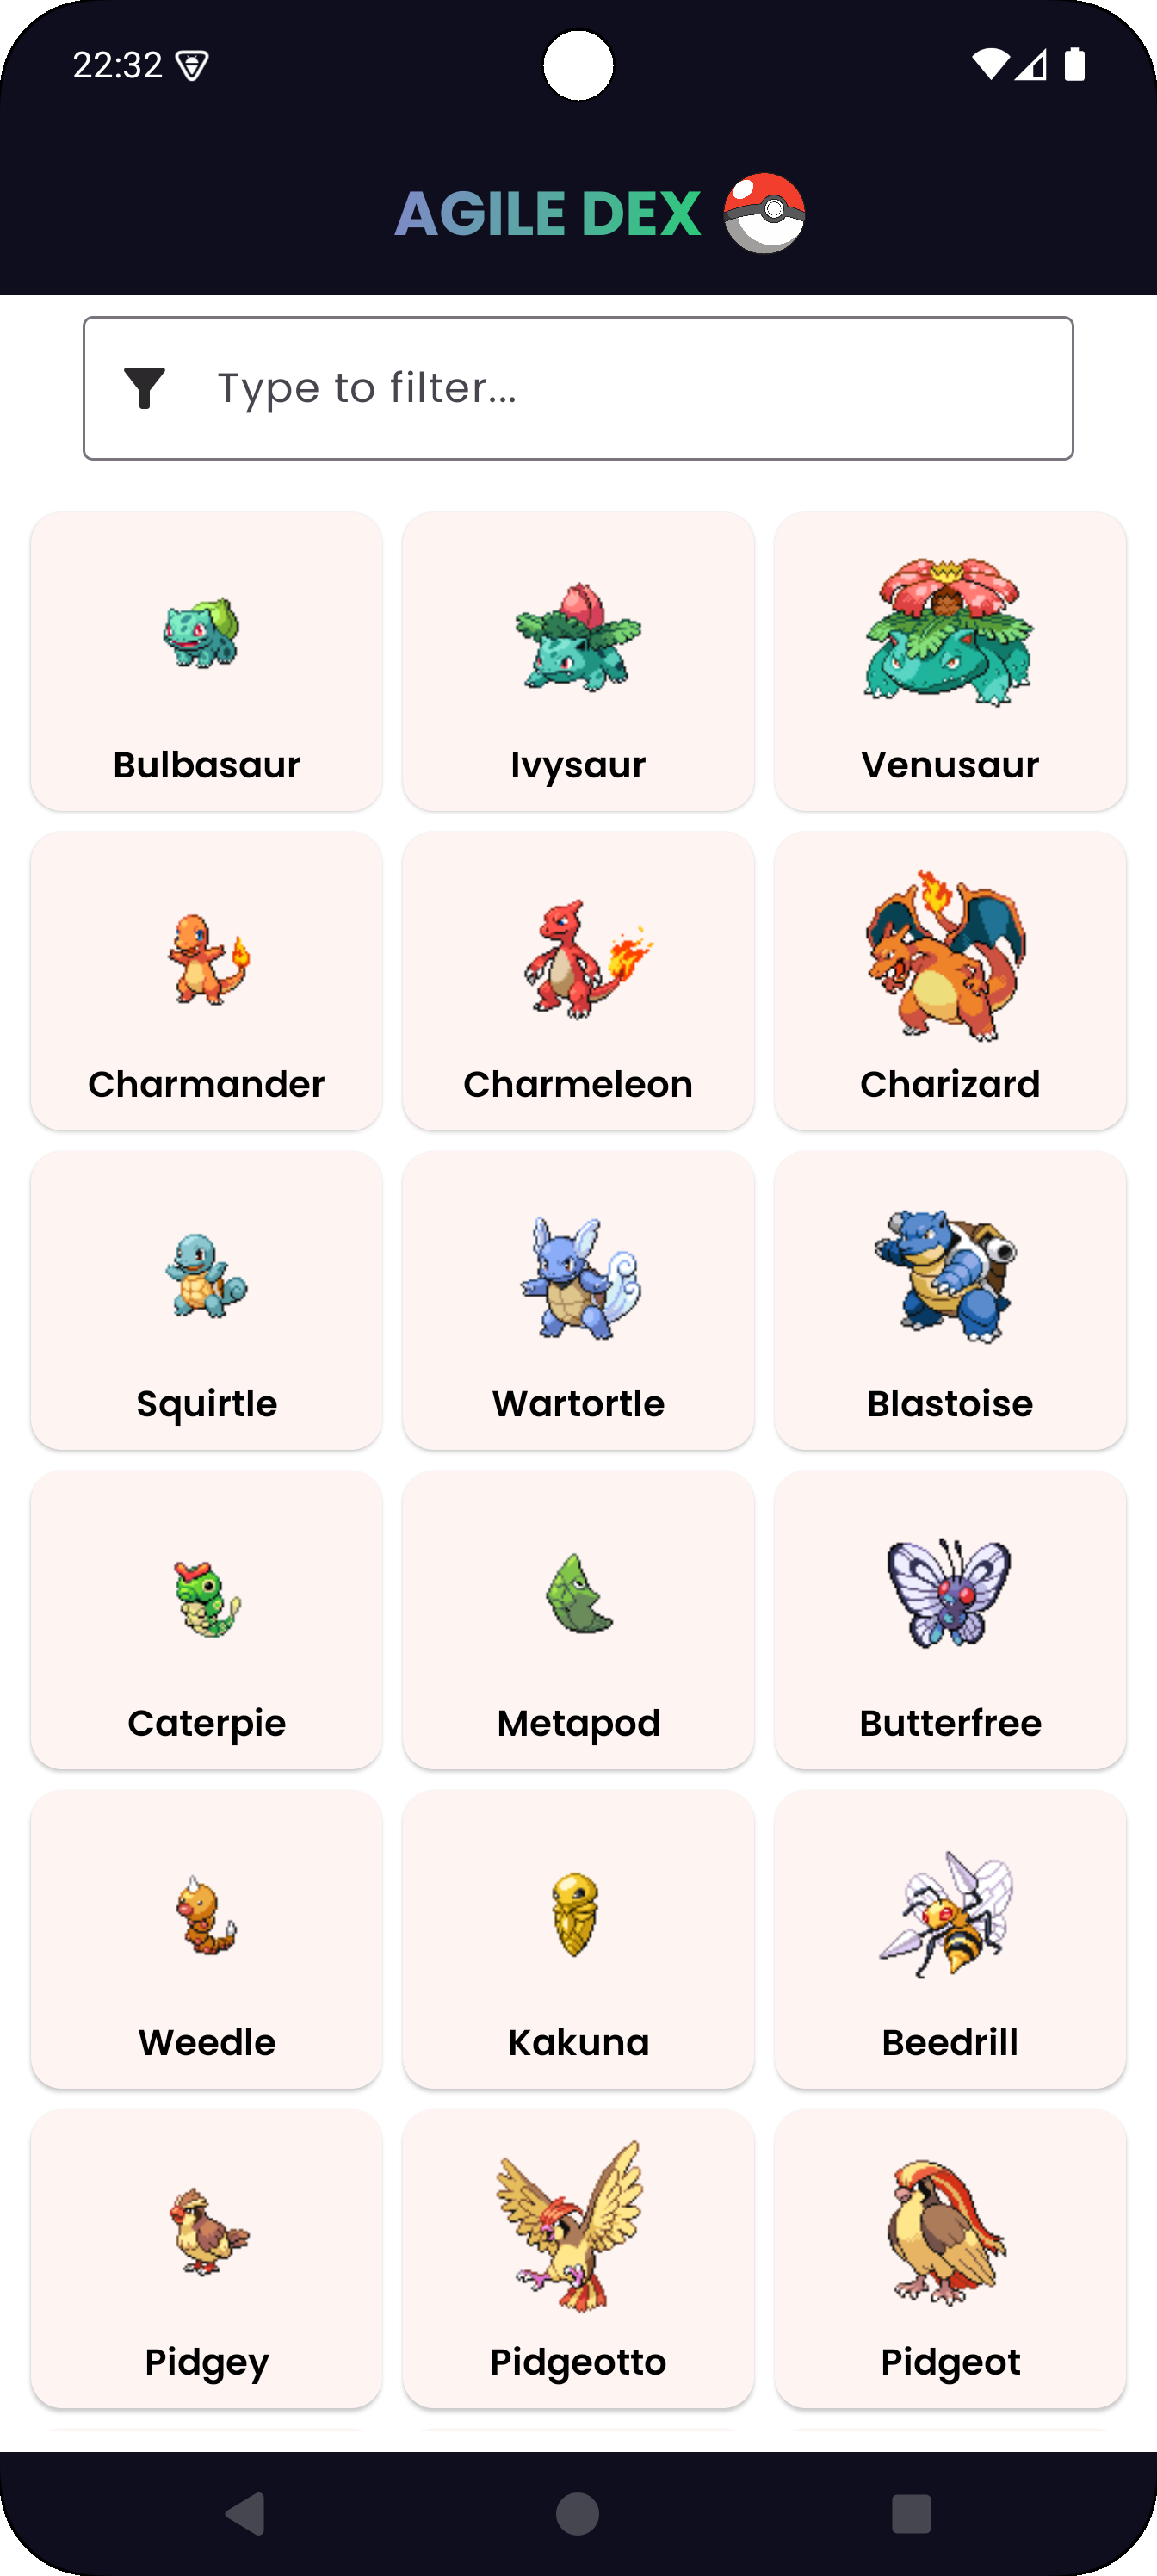 22:32
AGILE DEX
Type to filter...
Bulbasaur
Ivysaur
Venusaur
Charmander
Charmeleon
Charizard
Squirtle
Wartortle
Blastoise
Caterpie
Metapod
Butterfree
Weedle
Kakuna
Beedrill
Pidgey
Pidgeotto
Pidgeot